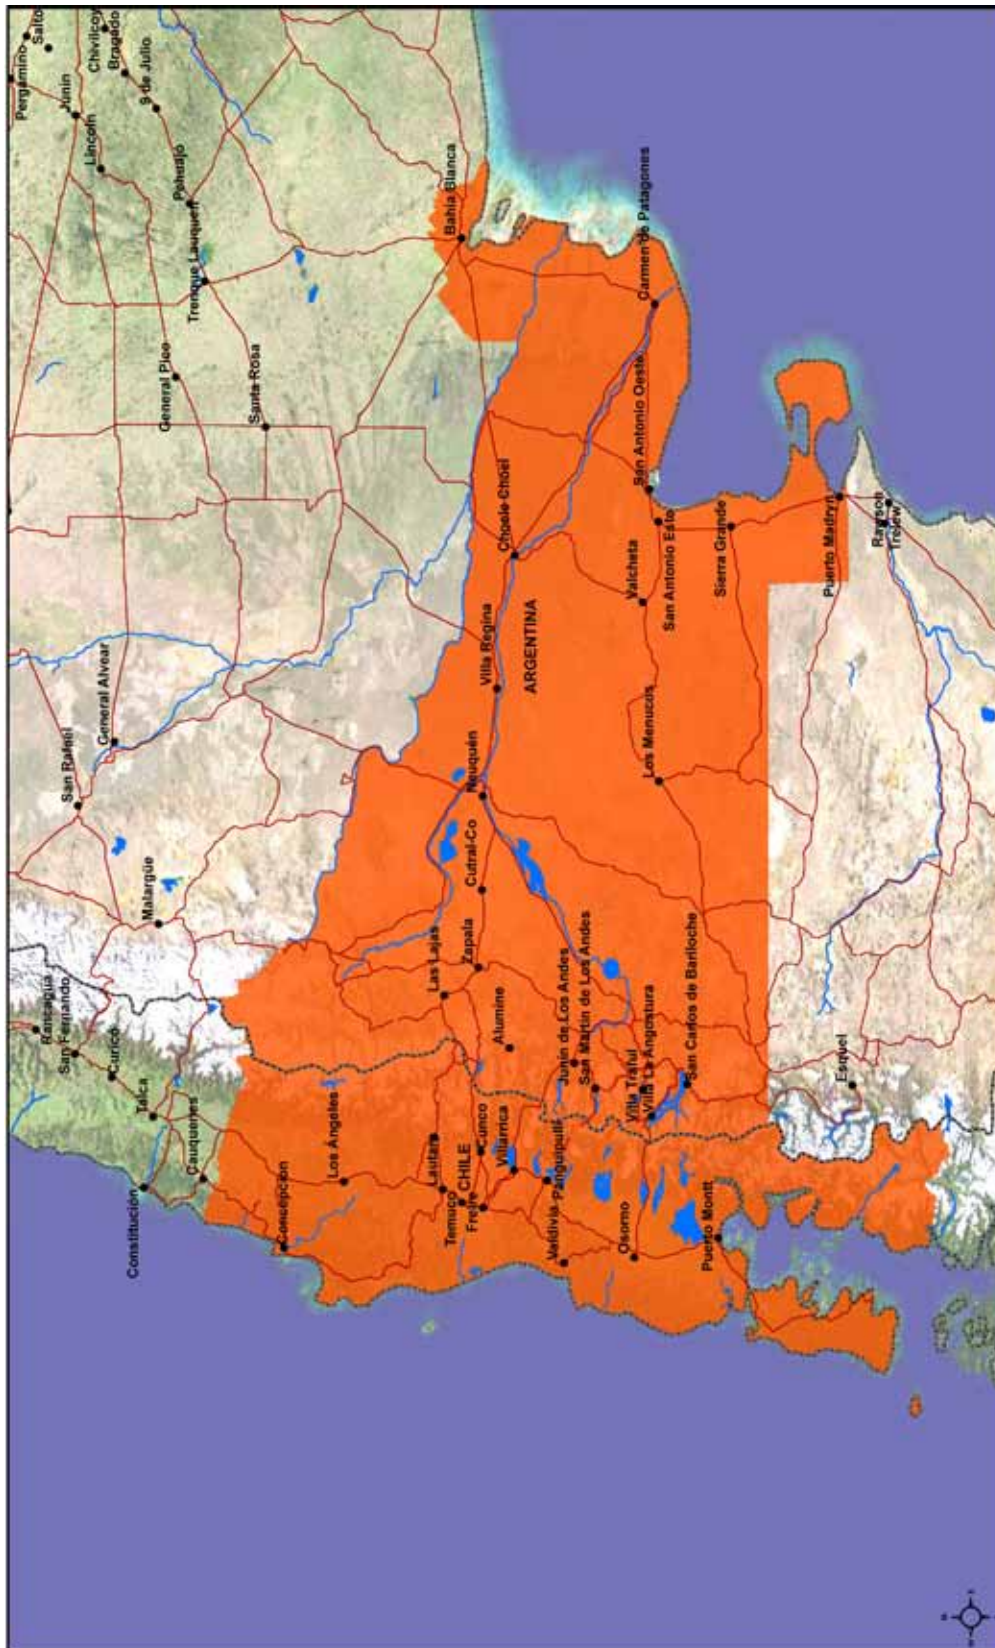 Pergamino
Salto
Rancagua
San Fernando
Junín
San Rafael
Lincoln
Chivilcoy
Curicó
General Alvear
Bragado
Constitución
Talca
9 de Julio
Malargüe
General Pico
Pehuajo
Cauquenes
Trenque Lauquen
Santa Rosa
Concepción
Los Angeles
Lautaro
Las Lajas
Temuco
CHILE
Bahía Blanca
Freire
Cunco
Zapala
Cutral-Co
Neuquén
Villa Regina
Villarrica
Alumine
Choele Choel
ARGENTINA
Valdivia
Panguipulli
Junín de Los Andes
San Martín de Los Andes
Osorno
Villa Traful
Villa La Angostura
Los Menucos
Valcheta
San Antonio Oeste
Carmen de Patagones
San Antonio Esto
San Carlos de Bariloche
Puerto Montt
Sierra Grande
Puerto Madryn
Esquel
Rawson
Trelew